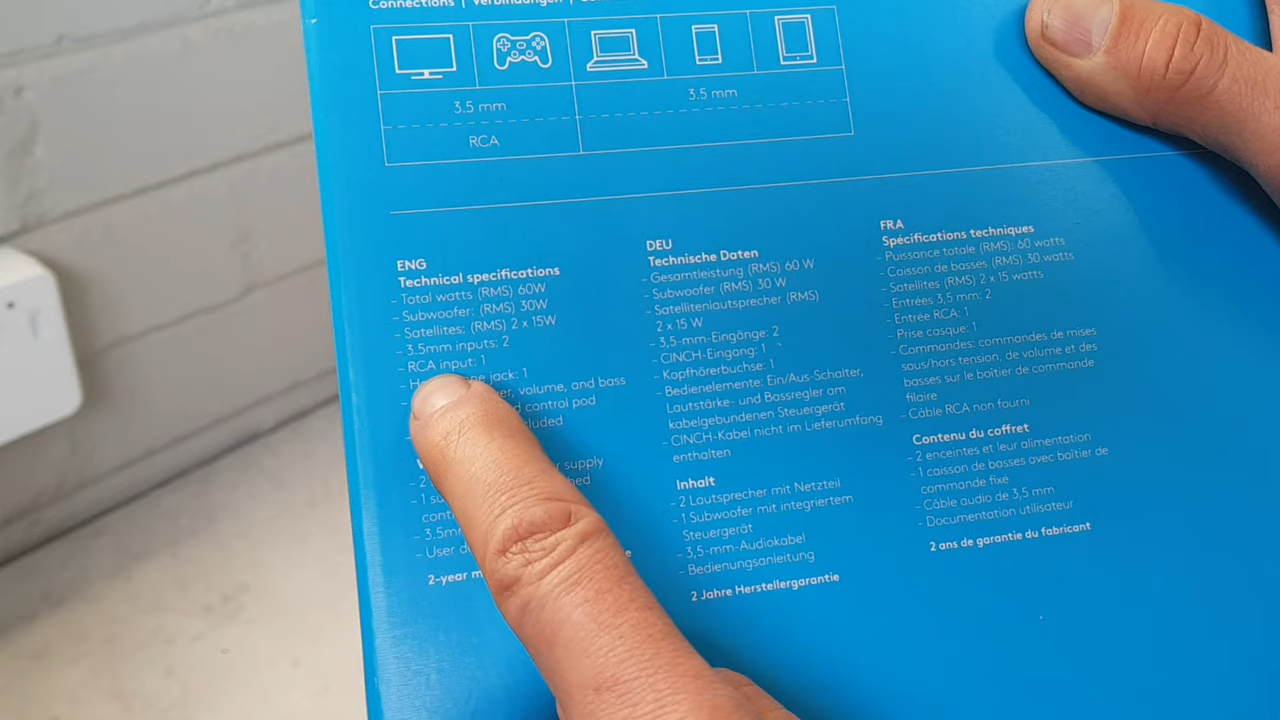 Connections | Verbindungen |
3.5 mm
3.5 mm
RCA
ENG
Technical specifications
- Total watts (RMS) 60W
- Subwoofer: (RMS) 30W
- Satellites: (RMS) 2 x 15W
- 3.5mm inputs: 2
- RCA input: 1
jack: 1
volume, and bass
control pod
- 2
supply
- 1
- 3.5m
- User
2-year
DEU
Technische Daten
- Gesamtleistung (RMS) 60 W
- Subwoofer (RMS) 30 W
- Satellitenlautsprecher (RMS)
2 x 15 W
- 3,5-mm-Eingänge: 2
- CINCH-Eingang: 1
- Kopfhörerbuchse: 1
- Bedienelemente: Ein/Aus-Schalter,
Lautstärke- und Bassregler am
kabelgebundenen Steuergerät
- CINCH-Kabel nicht im Lieferumfang
enthalten
Inhalt
- 2 Lautsprecher mit Netzteil
- 1 Subwoofer mit integriertem
Steuergerät
- 3,5-mm-Audiokabel
- Bedienungsanleitung
2 Jahre Herstellergarantie
FRA
Spécifications techniques
- Puissance totale (RMS): 60 watts
- Caisson de basses (RMS) 30 watts
- Satellites (RMS) 2 x 15 watts
- Entrées 3,5 mm: 2
- Entrée RCA: 1
- Prise casque: 1
- Commandes: commandes de mises
sous/hors tension, de volume et des
basses sur le boîtier de commande
filaire
- Câble RCA non fourni
Contenu du coffret
- 2 enceintes et leur alimentation
- 1 caisson de basses avec boîtier de
commande fixé
- Câble audio de 3,5 mm
- Documentation utilisateur
2 ans de garantie du fabricant